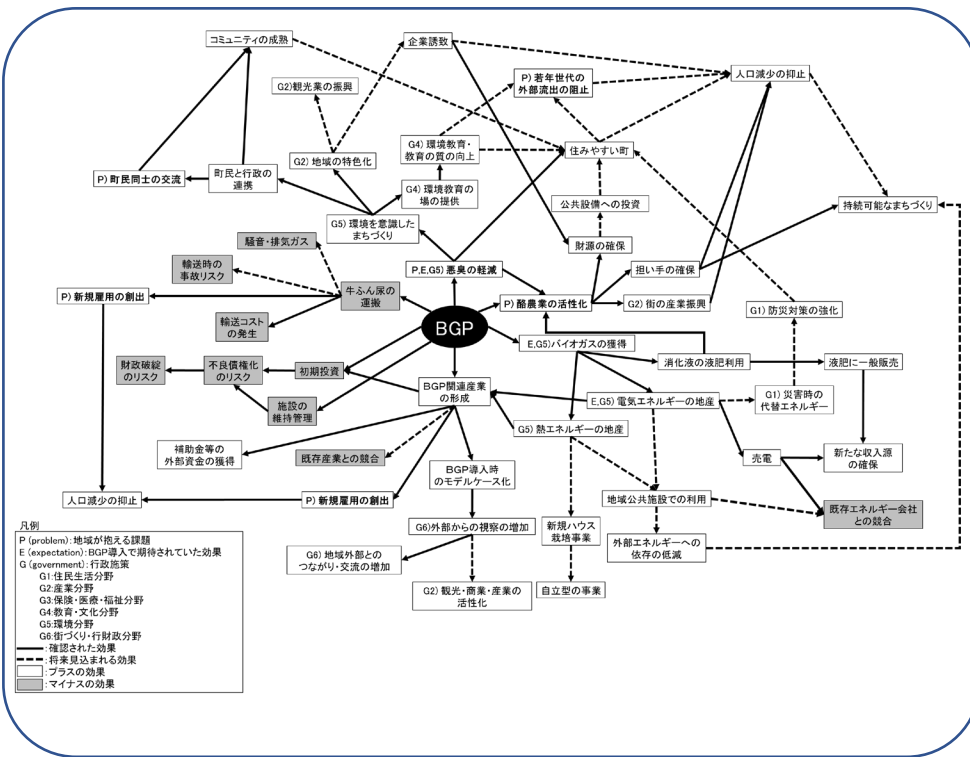 コミュニティの成熟
企業誘致
人口減少の抑止
G2)観光業の振興
P) 若年世代の
外部流出の阻止
G2) 地域の特色化
G4) 環境教育・
教育の質の向上
住みやすい町
P) 町民同士の交流
町民と行政の
連携
G4) 環境教育の
場の提供
公共設備への投資
持続可能なまちづくり
G5) 環境を意識した
まちづくり
騒音・排気ガス
財源の確保
輸送時の
事故リスク
P,E,G5) 悪臭の軽減
担い手の確保
P) 新規雇用の創出
牛ふん尿の
運搬
P) 酪農業の活性化
G2) 街の産業振興
G1) 防災対策の強化
輸送コスト
の発生
BGP
E,G5)バイオガスの獲得
消化液の液肥利用
液肥に一般販売
財政破綻
のリスク
不良債権化
のリスク
初期投資
BGP関連産業
の形成
E,G5) 電気エネルギーの地産
G1) 災害時の
代替エネルギー
施設の
維持管理
G5) 熱エネルギーの地産
補助金等の
外部資金の獲得
既存産業との競合
売電
新たな収入源
の確保
BGP導入時
のモデルケース化
人口減少の抑止
P) 新規雇用の創出
地域公共施設での利用
既存エネルギー会社
との競合
G6)外部からの視察の増加
新規ハウス
栽培事業
外部エネルギーへの
依存の低減
G6) 地域外部との
つながり・交流の増加
G2) 観光・商業・産業の
活性化
自立型の事業
凡例
P (problem):地域が抱える課題
E (expectation):BGP導入で期待されていた効果
G (government):行政施策
G1:住民生活分野
G2:産業分野
G3:保険・医療・福祉分野
G4:教育・文化分野
G5:環境分野
G6:街づくり・行財政分野
:確認された効果
:将来見込まれる効果
:プラスの効果
:マイナスの効果